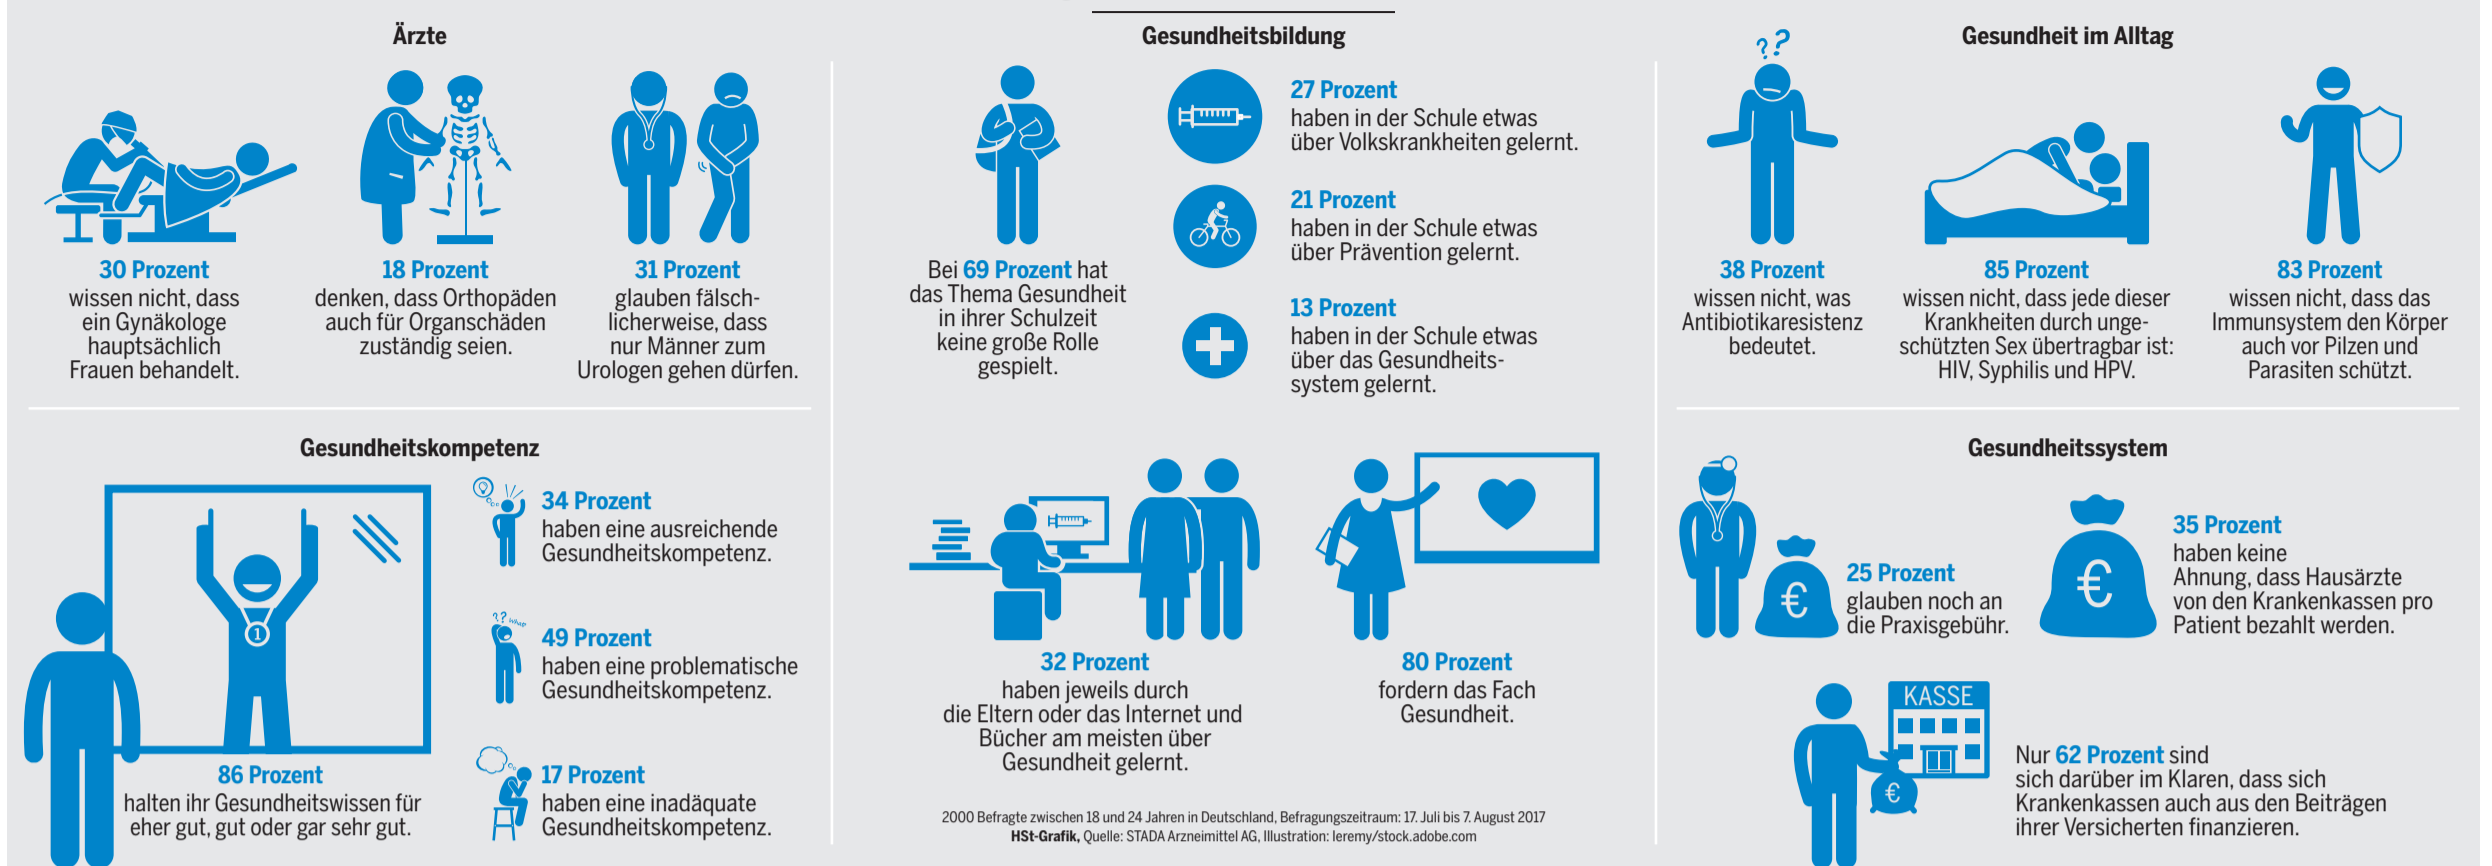 Ärzte
30 Prozent
wissen nicht, dass
ein Gynäkologe
hauptsächlich
Frauen behandelt.
18 Prozent
denken, dass Orthopäden
auch für Organschäden
zuständig seien.
31 Prozent
glauben fälsch-
licherweise, dass
nur Männer zum
Urologen gehen dürfen.
Gesundheitskompetenz
1
86 Prozent
halten ihr Gesundheitswissen für
eher gut, gut oder gar sehr gut.
34 Prozent
haben eine ausreichende
Gesundheitskompetenz.
? ? What?
49 Prozent
haben eine problematische
Gesundheitskompetenz.
17 Prozent
haben eine inadäquate
Gesundheitskompetenz.
Gesundheitsbildung
Bei 69 Prozent hat
das Thema Gesundheit
in ihrer Schulzeit
keine große Rolle
gespielt.
27 Prozent
haben in der Schule etwas
über Volkskrankheiten gelernt.
21 Prozent
haben in der Schule etwas
über Prävention gelernt.
13 Prozent
haben in der Schule etwas
über das Gesundheits-
system gelernt.
32 Prozent
haben jeweils durch
die Eltern oder das Internet und
Bücher am meisten über
Gesundheit gelernt.
80 Prozent
fordern das Fach
Gesundheit.
2000 Befragte zwischen 18 und 24 Jahren in Deutschland, Befragungszeitraum: 17. Juli bis 7. August 2017
HSt-Grafik, Quelle: STADA Arzneimittel AG, Illustration: leremy/stock.adobe.com
Gesundheit im Alltag
? ?
38 Prozent
wissen nicht, was
Antibiotikaresistenz
bedeutet.
85 Prozent
wissen nicht, dass jede dieser
Krankheiten durch unge-
schützten Sex übertragbar ist:
HIV, Syphilis und HPV.
83 Prozent
wissen nicht, dass das
Immunsystem den Körper
auch vor Pilzen und
Parasiten schützt.
Gesundheitssystem
€
25 Prozent
glauben noch an
die Praxisgebühr.
€
35 Prozent
haben keine
Ahnung, dass Hausärzte
von den Krankenkassen pro
Patient bezahlt werden.
KASSE
€
Nur 62 Prozent sind
sich darüber im Klaren, dass sich
Krankenkassen auch aus den Beiträgen
ihrer Versicherten finanzieren.